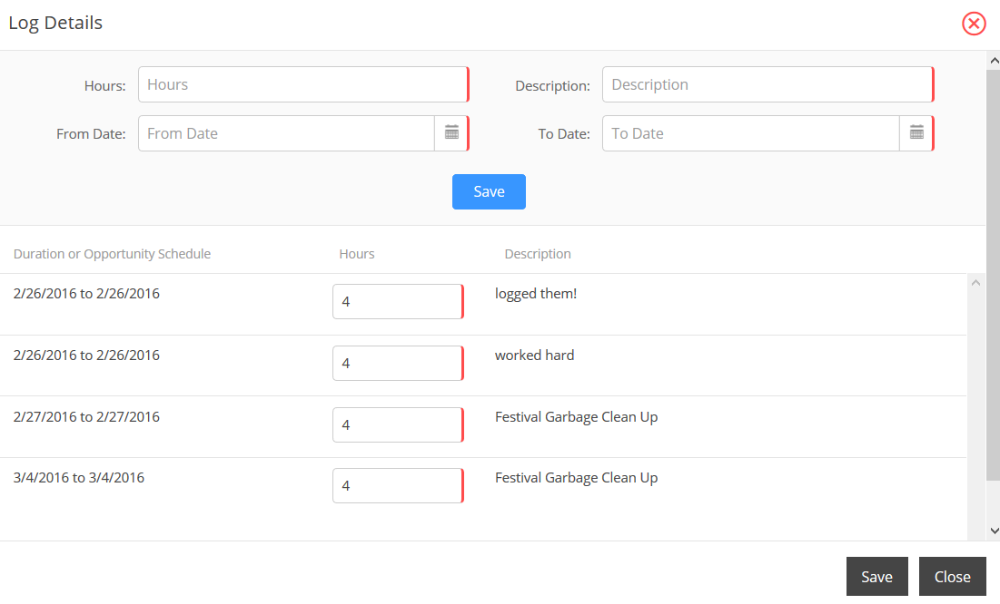 Log Details
Hours: Hours Description: Description
From Date: From Date To Date: To Date
Save
Duration or Opportunity Schedule Hours Description
2/26/2016 to 2/26/2016 4 logged them!
2/26/2016 to 2/26/2016 4 worked hard
2/27/2016 to 2/27/2016 4 Festival Garbage Clean Up
3/4/2016 to 3/4/2016 4 Festival Garbage Clean Up
Save Close